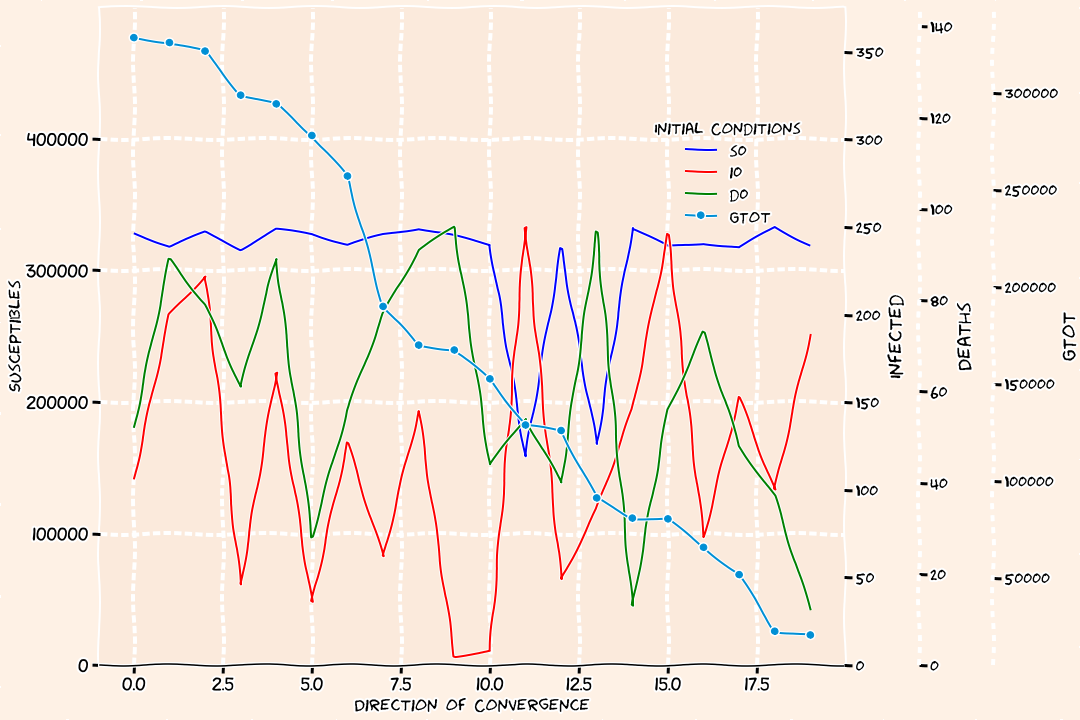 140
350
300000
INITIAL CONDITIONS
400000
300
120
S0
I0
D0
GTOT
250000
100
250
300000
200000
80
200
SUSCEPTIBLES
INFECTED
DEATHS
GTOT
200000
150
60
150000
100000
100
40
100000
50
20
50000
0
0
0
0.0 2.5 5.0 7.5 10.0 12.5 15.0 17.5
DIRECTION OF CONVERGENCE